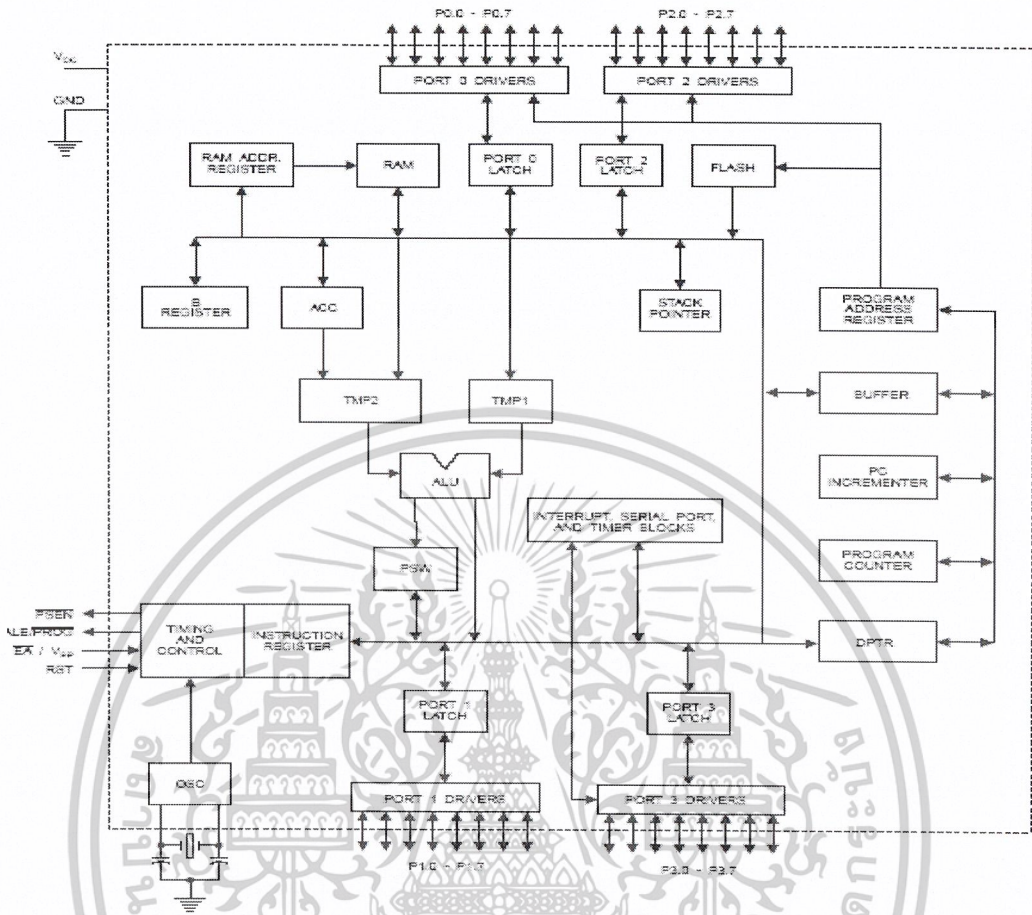 P0.0 - P0.7
P2.0 - P2.7
VCC
GND
PORT 0 DRIVERS
PORT 2 DRIVERS
RAM ADDR.
REGISTER
RAM
PORT 0
LATCH
PORT 2
LATCH
FLASH
B
REGISTER
ACC
STACK
POINTER
PROGRAM
ADDRESS
REGISTER
TMP2
TMP1
BUFFER
ALU
PC
INCREMENTER
INTERRUPT, SERIAL PORT,
AND TIMER BLOCKS
PSW
PROGRAM
COUNTER
PSEN
ALE/PROG
EA / VPP
RST
TIMING
AND
CONTROL
INSTRUCTION
REGISTER
DPTR
PORT 1
LATCH
PORT 3
LATCH
OSC
PORT 1 DRIVERS
PORT 3 DRIVERS
P1.0 - P1.7
P3.0 - P3.7